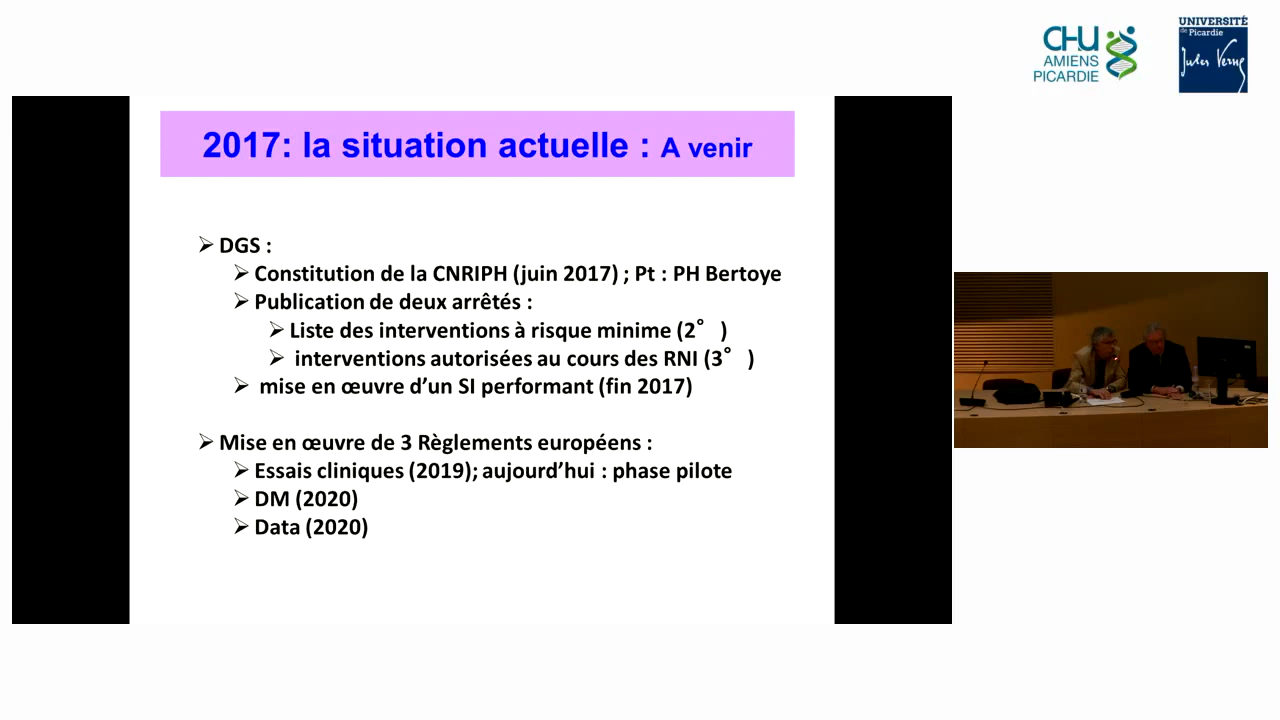 CHU
AMIENS
PICARDIE
UNIVERSITÉ
de Picardie
Jules Verne
2017: la situation actuelle : A venir
➢ DGS :
➢ Constitution de la CNRIPH (juin 2017) ; Pt : PH Bertoye
➢ Publication de deux arrêtés :
➢ Liste des interventions à risque minime (2° )
➢ interventions autorisées au cours des RNI (3° )
➢ mise en œuvre d’un SI performant (fin 2017)
➢ Mise en œuvre de 3 Règlements européens :
➢ Essais cliniques (2019); aujourd’hui : phase pilote
➢ DM (2020)
➢ Data (2020)